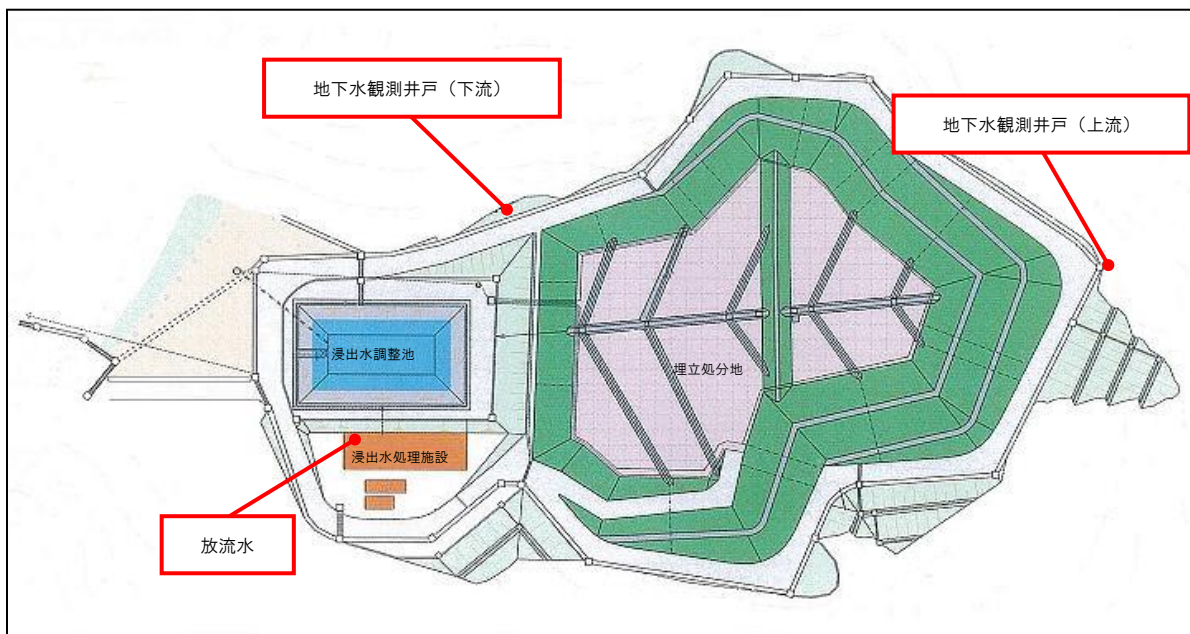 地下水観測井戸（下流）
地下水観測井戸（上流）
浸出水調整池
埋立処分地
浸出水処理施設
放流水